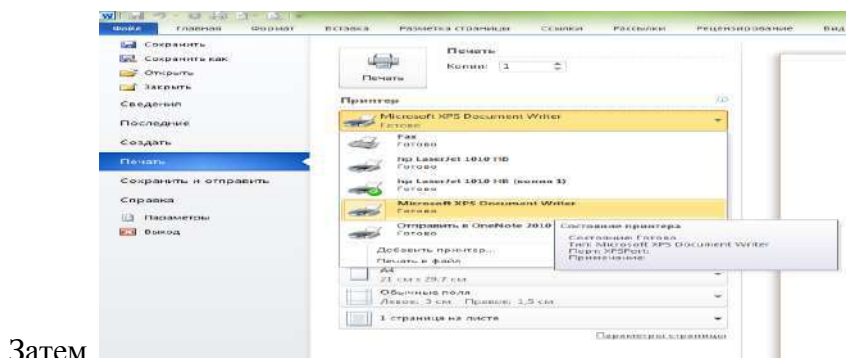 Файл Главная Формат Вставка Разметка страницы Ссылки Рассылки Рецензирование Вид
Сохранить
Сохранить как
Открыть
Закрыть
Сведения
Последние
Создать
Печать
Сохранить и отправить
Справка
Параметры
Выход
Печать
Копии: 1
Печать
Принтер
Microsoft XPS Document Writer
Готово
Fax
Готово
hp LaserJet 1010 HB
Готово
hp LaserJet 1010 HB (копия 1)
Готово
Microsoft XPS Document Writer
Готово
Отправить в OneNote 2010
Готово
Состояние принтера
Состояние: Готово
Тип: Microsoft XPS Document Writer
Порт: XPSPort:
Примечание:
Добавить принтер...
Печать в файл
A4
21 см x 29,7 см
Обычные поля
Левое: 3 см Правое: 1,5 см
1 страница на листе
Параметры страницы
Затем